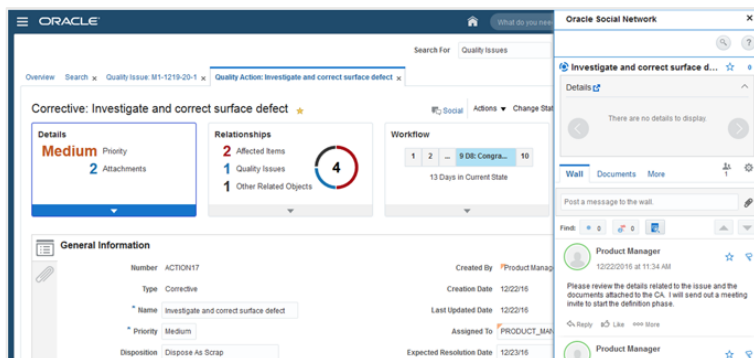 ORACLE
What do you nee
Search For Quality Issues
Overview Search x Quality Issue: M1-1219-20-1 x Quality Action: Investigate and correct surface defect x
Corrective: Investigate and correct surface defect
Social Actions Change Stat
Details
Medium Priority
2 Attachments
Relationships
2 Affected Items
1 Quality Issues
1 Other Related Objects
4
Workflow
1 2 ... 9 D8: Congra... 10
13 Days in Current State
General Information
Number ACTION17
Type Corrective
* Name Investigate and correct surface defect
* Priority Medium
Disposition Dispose As Scrap
Created By Product Manag
Creation Date 12/22/16
Last Updated Date 12/22/16
Assigned To PRODUCT_MAN
Expected Resolution Date 12/23/16
Oracle Social Network x
?
Investigate and correct surface d... 0
Details
There are no details to display.
Wall Documents More 1
Post a message to the wall.
Find: 0 0
Product Manager
12/22/2016 at 11:34 AM
Please review the details related to the issue and the
documents attached to the CA. I will send out a meeting
invite to start the definition phase.
Reply Like More
Product Manager